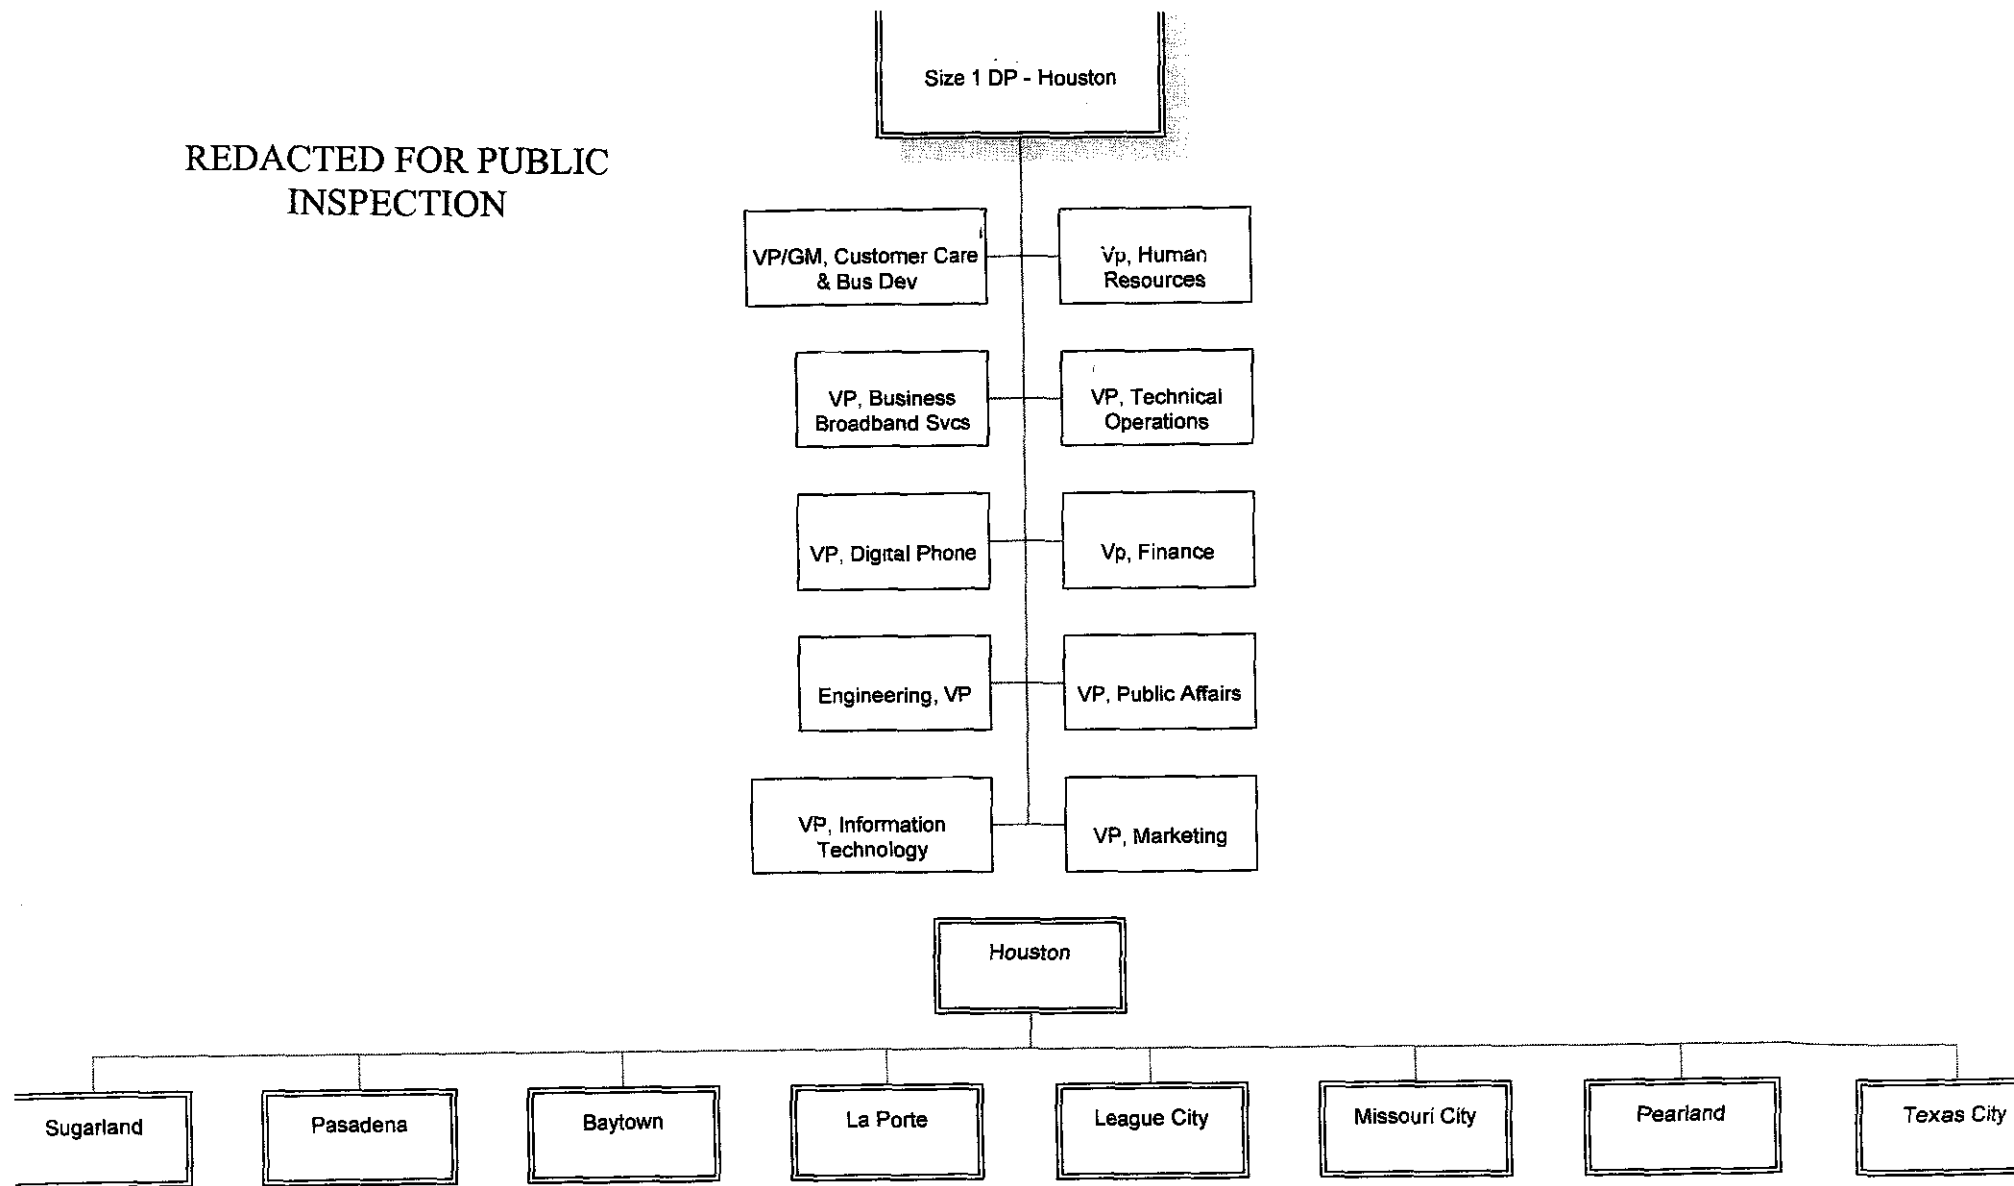 Size 1 DP - Houston
REDACTED FOR PUBLIC
INSPECTION
VP/GM, Customer Care
& Bus Dev
Vp, Human
Resources
VP, Business
Broadband Svcs
VP, Technical
Operations
VP, Digital Phone
Vp, Finance
Engineering, VP
VP, Public Affairs
VP, Information
Technology
VP, Marketing
Houston
Sugarland
Pasadena
Baytown
La Porte
League City
Missouri City
Pearland
Texas City